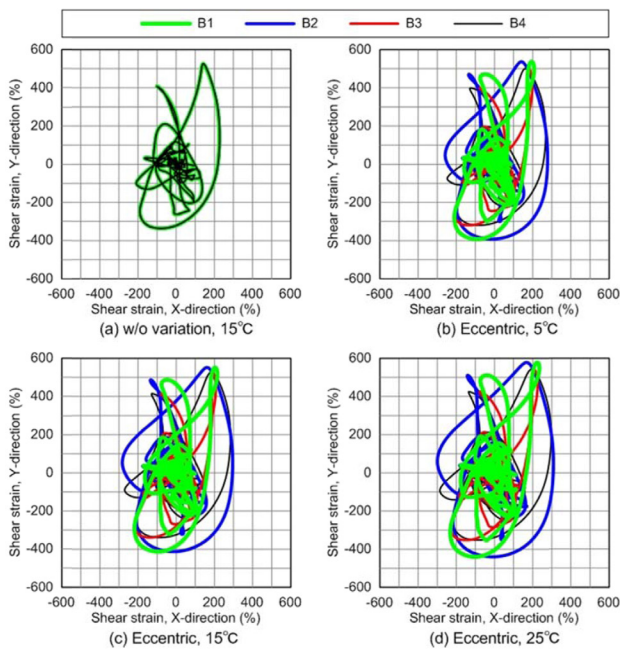 B1 B2 B3 B4
600 600
400 400
200 200
0 0
-200 -200
-400 -400
-600 -600
Shear strain, Y-direction (%) Shear strain, Y-direction (%)
-600 -400 -200 0 200 400 600 -600 -400 -200 0 200 400 600
Shear strain, X-direction (%) Shear strain, X-direction (%)
(a) w/o variation, 15℃ (b) Eccentric, 5℃
600 600
400 400
200 200
0 0
-200 -200
-400 -400
-600 -600
Shear strain, Y-direction (%) Shear strain, Y-direction (%)
-600 -400 -200 0 200 400 600 -600 -400 -200 0 200 400 600
Shear strain, X-direction (%) Shear strain, X-direction (%)
(c) Eccentric, 15℃ (d) Eccentric, 25℃